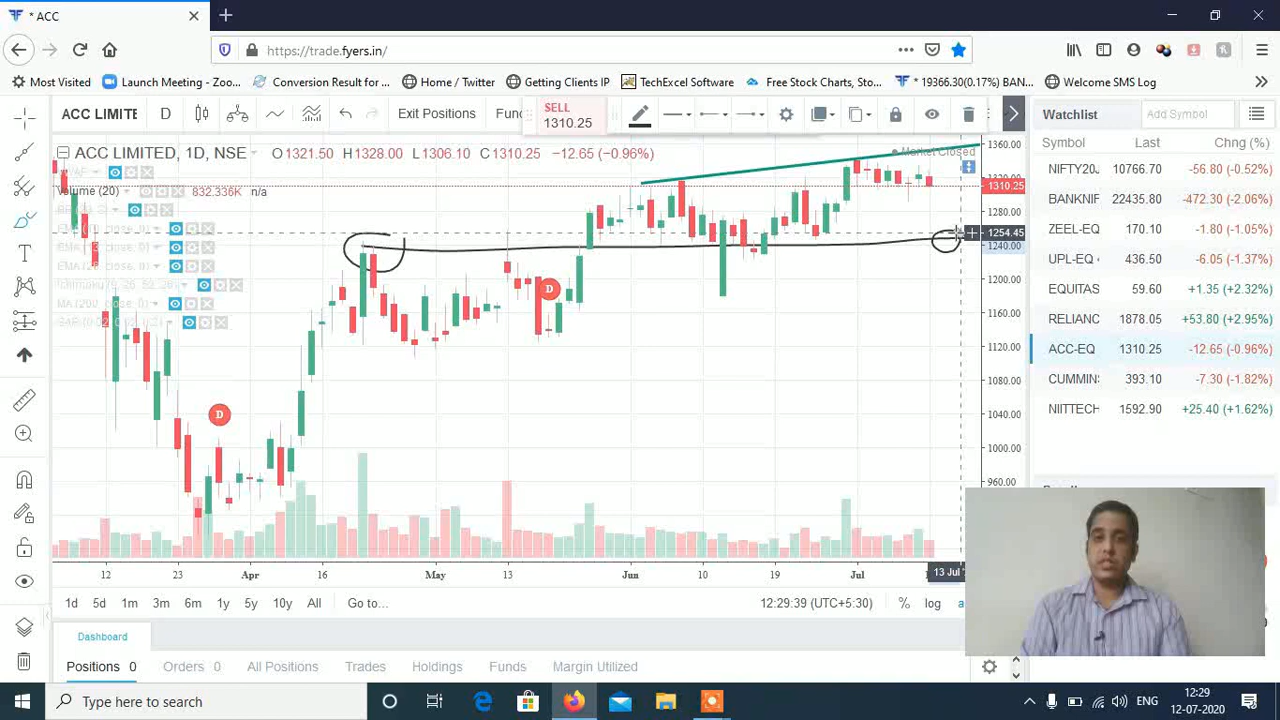 * ACC
https://trade.fyers.in/
Most Visited
Launch Meeting - Zoo...
Conversion Result for ...
Home / Twitter
Getting Clients IP
TechExcel Software
Free Stock Charts, Sto...
* 19366.30(0.17%) BAN...
Welcome SMS Log
ACC LIMITE
D
Exit Positions
Fun
SELL
1310.25
Watchlist
Add Symbol
ACC LIMITED, 1D, NSE
1321.50 H1328.00 L1306.10 C1310.25 -12.65 (-0.96%)
Market Closed
Volume (20)
832.336K n/a
Symbol Last Chng (%)
NIFTY20J 10766.70 -56.80 (-0.52%)
BANKNIF 22435.80 -472.30 (-2.06%)
ZEEL-EQ 170.10 -2.05 (-1.19%)
UPL-EQ 436.50 -6.05 (-1.37%)
EQUITAS 59.60 +1.35 (+2.32%)
RELIANC 1878.05 +53.80 (+2.95%)
ACC-EQ 1310.25 -12.65 (-0.96%)
CUMMIN 393.10 -7.30 (-1.82%)
NIITTECH 1592.90 +25.40 (+1.62%)
1360.00
1320.00
1310.25
1280.00
1254.45
1240.00
1200.00
1160.00
1120.00
1080.00
1040.00
1000.00
960.00
D
D
12 23 Apr 16 May 13 Jun 10 19 Jul 13 Jul
1d 5d 1m 3m 6m 1y 5y 10y All Go to...
12:29:39 (UTC+5:30) % log
Dashboard
Positions 0 Orders 0 All Positions Trades Holdings Funds Margin Utilized
Type here to search
ENG
12:29
12-07-2020